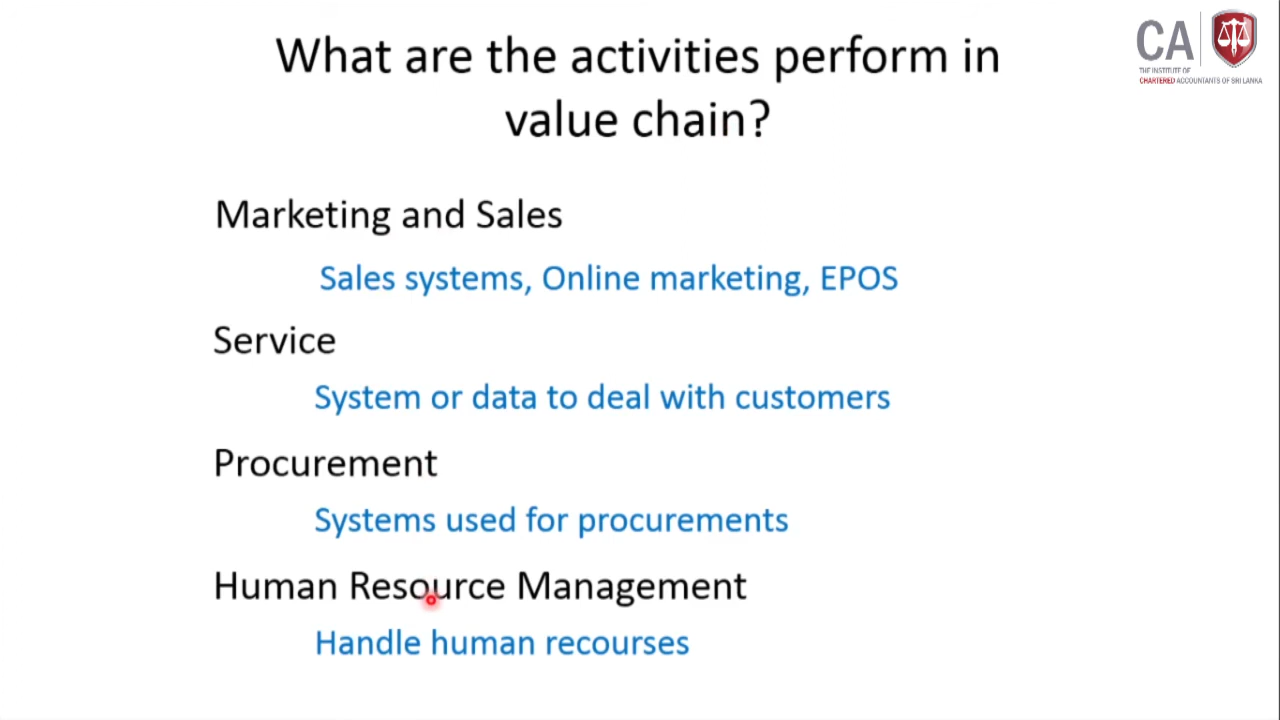 What are the activities perform in
value chain?
CA
THE INSTITUTE OF
CHARTERED ACCOUNTANTS OF SRI LANKA
Marketing and Sales
Sales systems, Online marketing, EPOS
Service
System or data to deal with customers
Procurement
Systems used for procurements
Human Resource Management
Handle human recourses